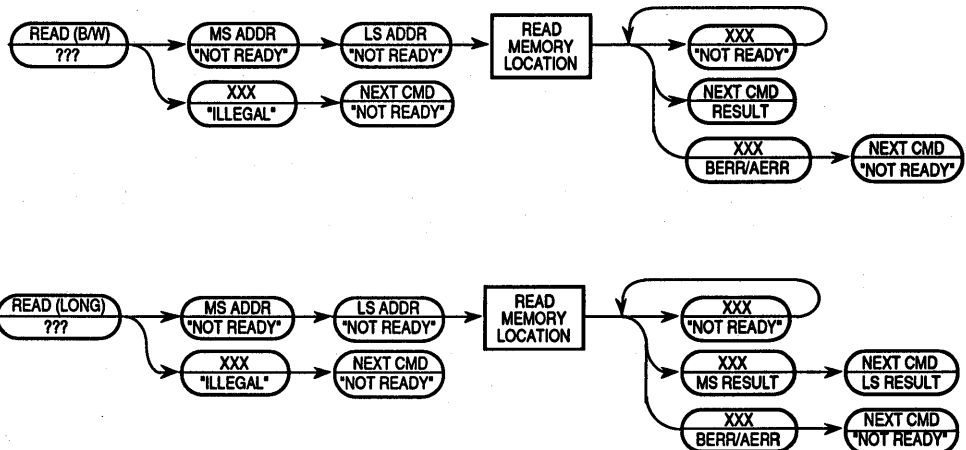 READ (B/W)
???
MS ADDR
"NOT READY"
LS ADDR
"NOT READY"
READ
MEMORY
LOCATION
XXX
"NOT READY"
XXX
"ILLEGAL"
NEXT CMD
"NOT READY"
NEXT CMD
RESULT
XXX
BERR/AERR
NEXT CMD
"NOT READY"
READ (LONG)
???
MS ADDR
"NOT READY"
LS ADDR
"NOT READY"
READ
MEMORY
LOCATION
XXX
"NOT READY"
XXX
"ILLEGAL"
NEXT CMD
"NOT READY"
XXX
MS RESULT
NEXT CMD
LS RESULT
XXX
BERR/AERR
NEXT CMD
"NOT READY"